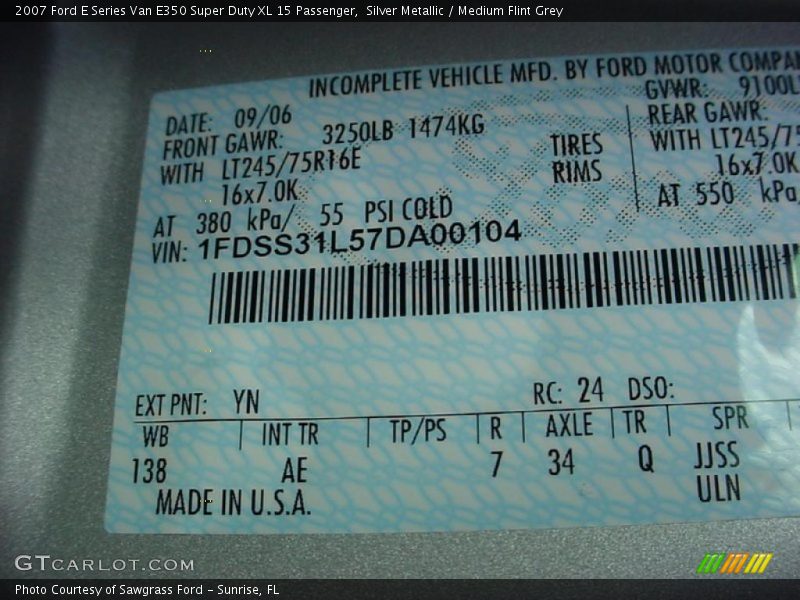 2007 Ford E Series Van E350 Super Duty XL 15 Passenger, Silver Metallic / Medium Flint Grey
INCOMPLETE VEHICLE MFD. BY FORD MOTOR
DATE: 09/06
GVWR:
FRONT GAWR: 3250LB 1474KG
REAR GAWR:
WITH LT245/75R16E
TIRES
WITH
16x7.0K
RIMS
16x7.0K
AT 380 kPa/ 55 PSI COLD
AT 550 kPa/
VIN: 1FDSS31L57DA00104
EXT PNT: YN
RC: 24 DSO:
WB INT TR TP/PS R AXLE TR SPR
138 AE 7 34 Q JJSS
ULN
MADE IN U.S.A.
GTCARLOT.COM
Photo Courtesy of Sawgrass Ford - Sunrise, FL